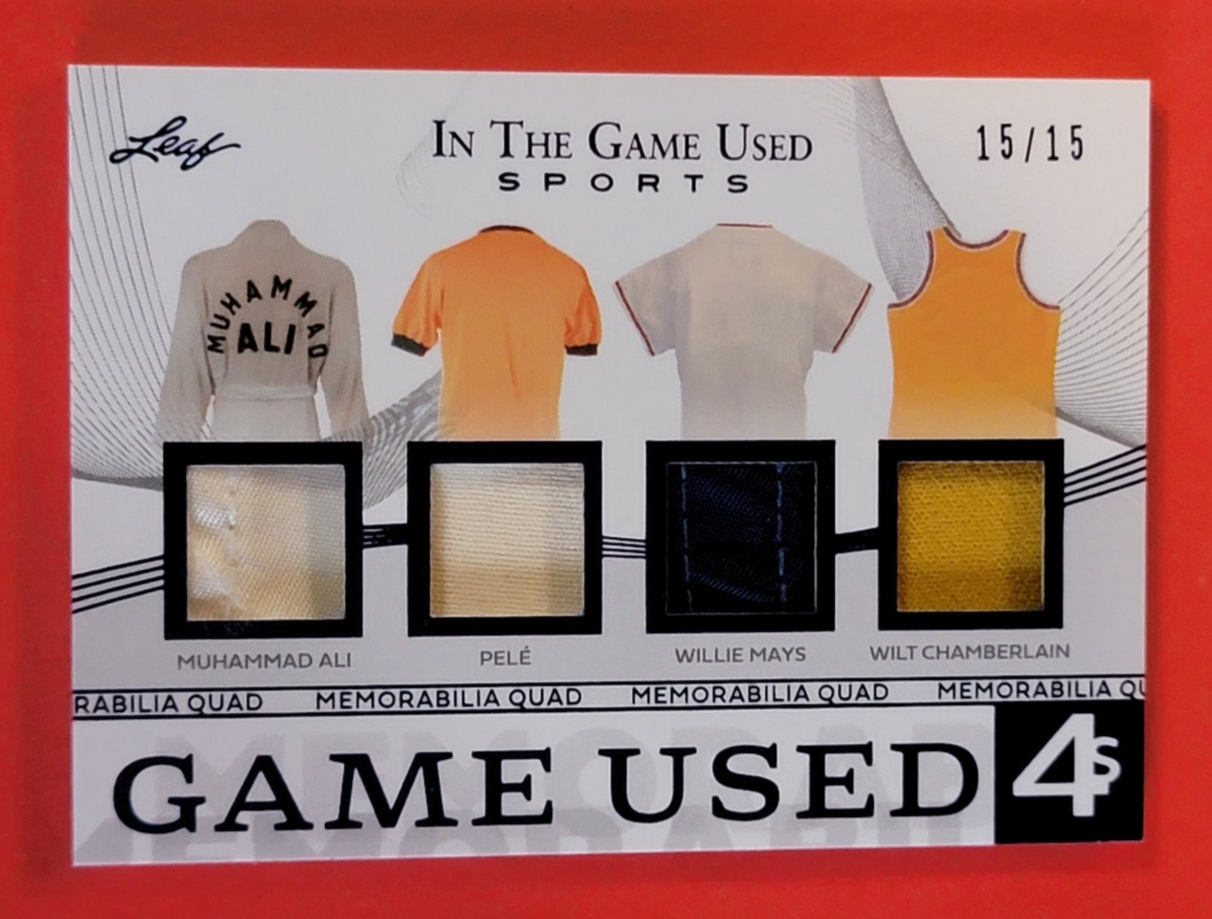 Leaf
IN THE GAME USED
SPORTS
15/15
MUHAMMAD
ALI
MUHAMMAD ALI
PELÉ
WILLIE MAYS
WILT CHAMBERLAIN
RABILIA QUAD MEMORABILIA QUAD MEMORABILIA QUAD MEMORABILIA QU
GAME USED
4s